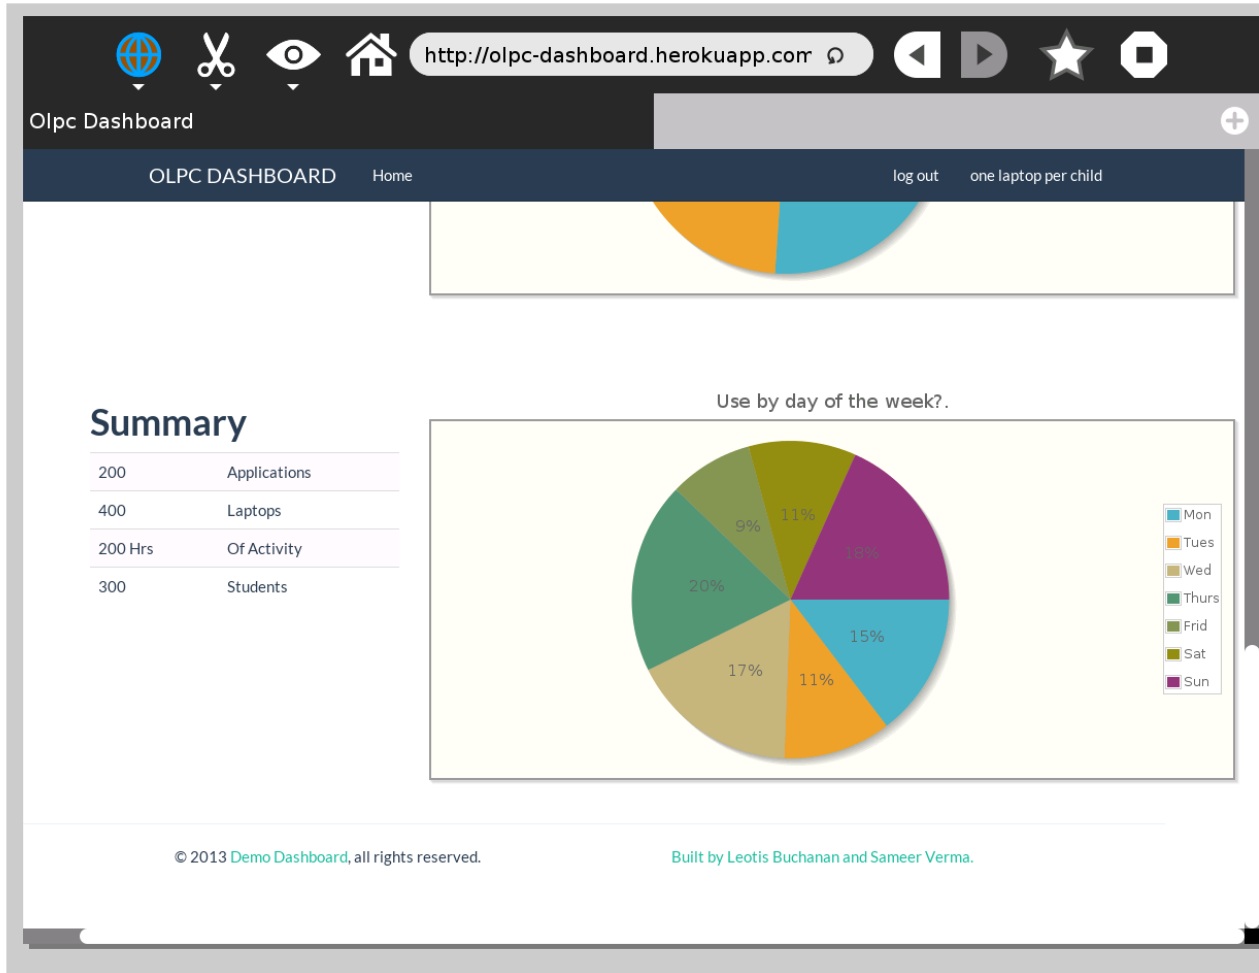 http://olpc-dashboard.herokuapp.com
Olpc Dashboard
OLPC DASHBOARD Home log out one laptop per child
Use by day of the week?.
Summary
200 Applications
400 Laptops
200 Hrs Of Activity
300 Students
11%
9%
18%
20%
15%
17%
11%
Mon
Tues
Wed
Thurs
Frid
Sat
Sun
© 2013 Demo Dashboard, all rights reserved. Built by Leotis Buchanan and Sameer Verma.